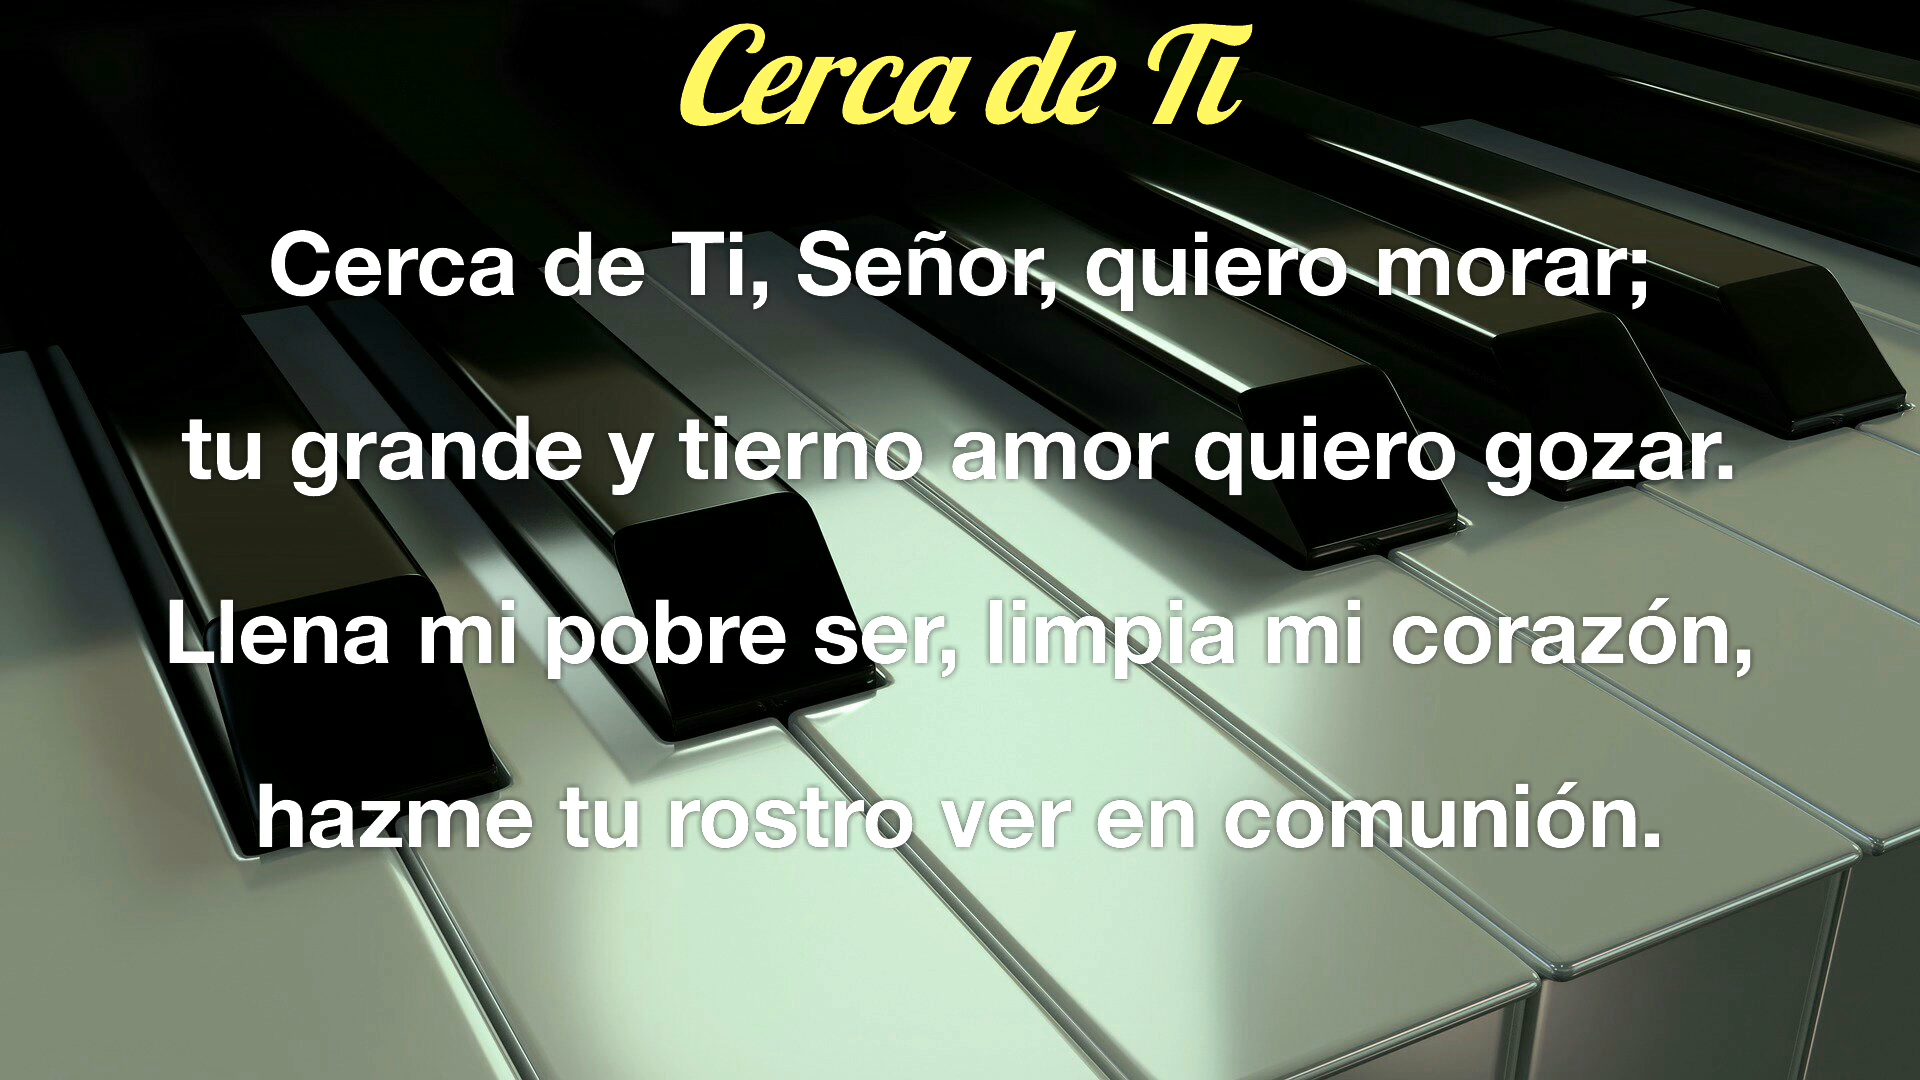 Cerca de Ti
Cerca de Ti, Señor, quiero morar;
tu grande y tierno amor quiero gozar.
Llena mi pobre ser, limpia mi corazón,
hazme tu rostro ver en comunión.